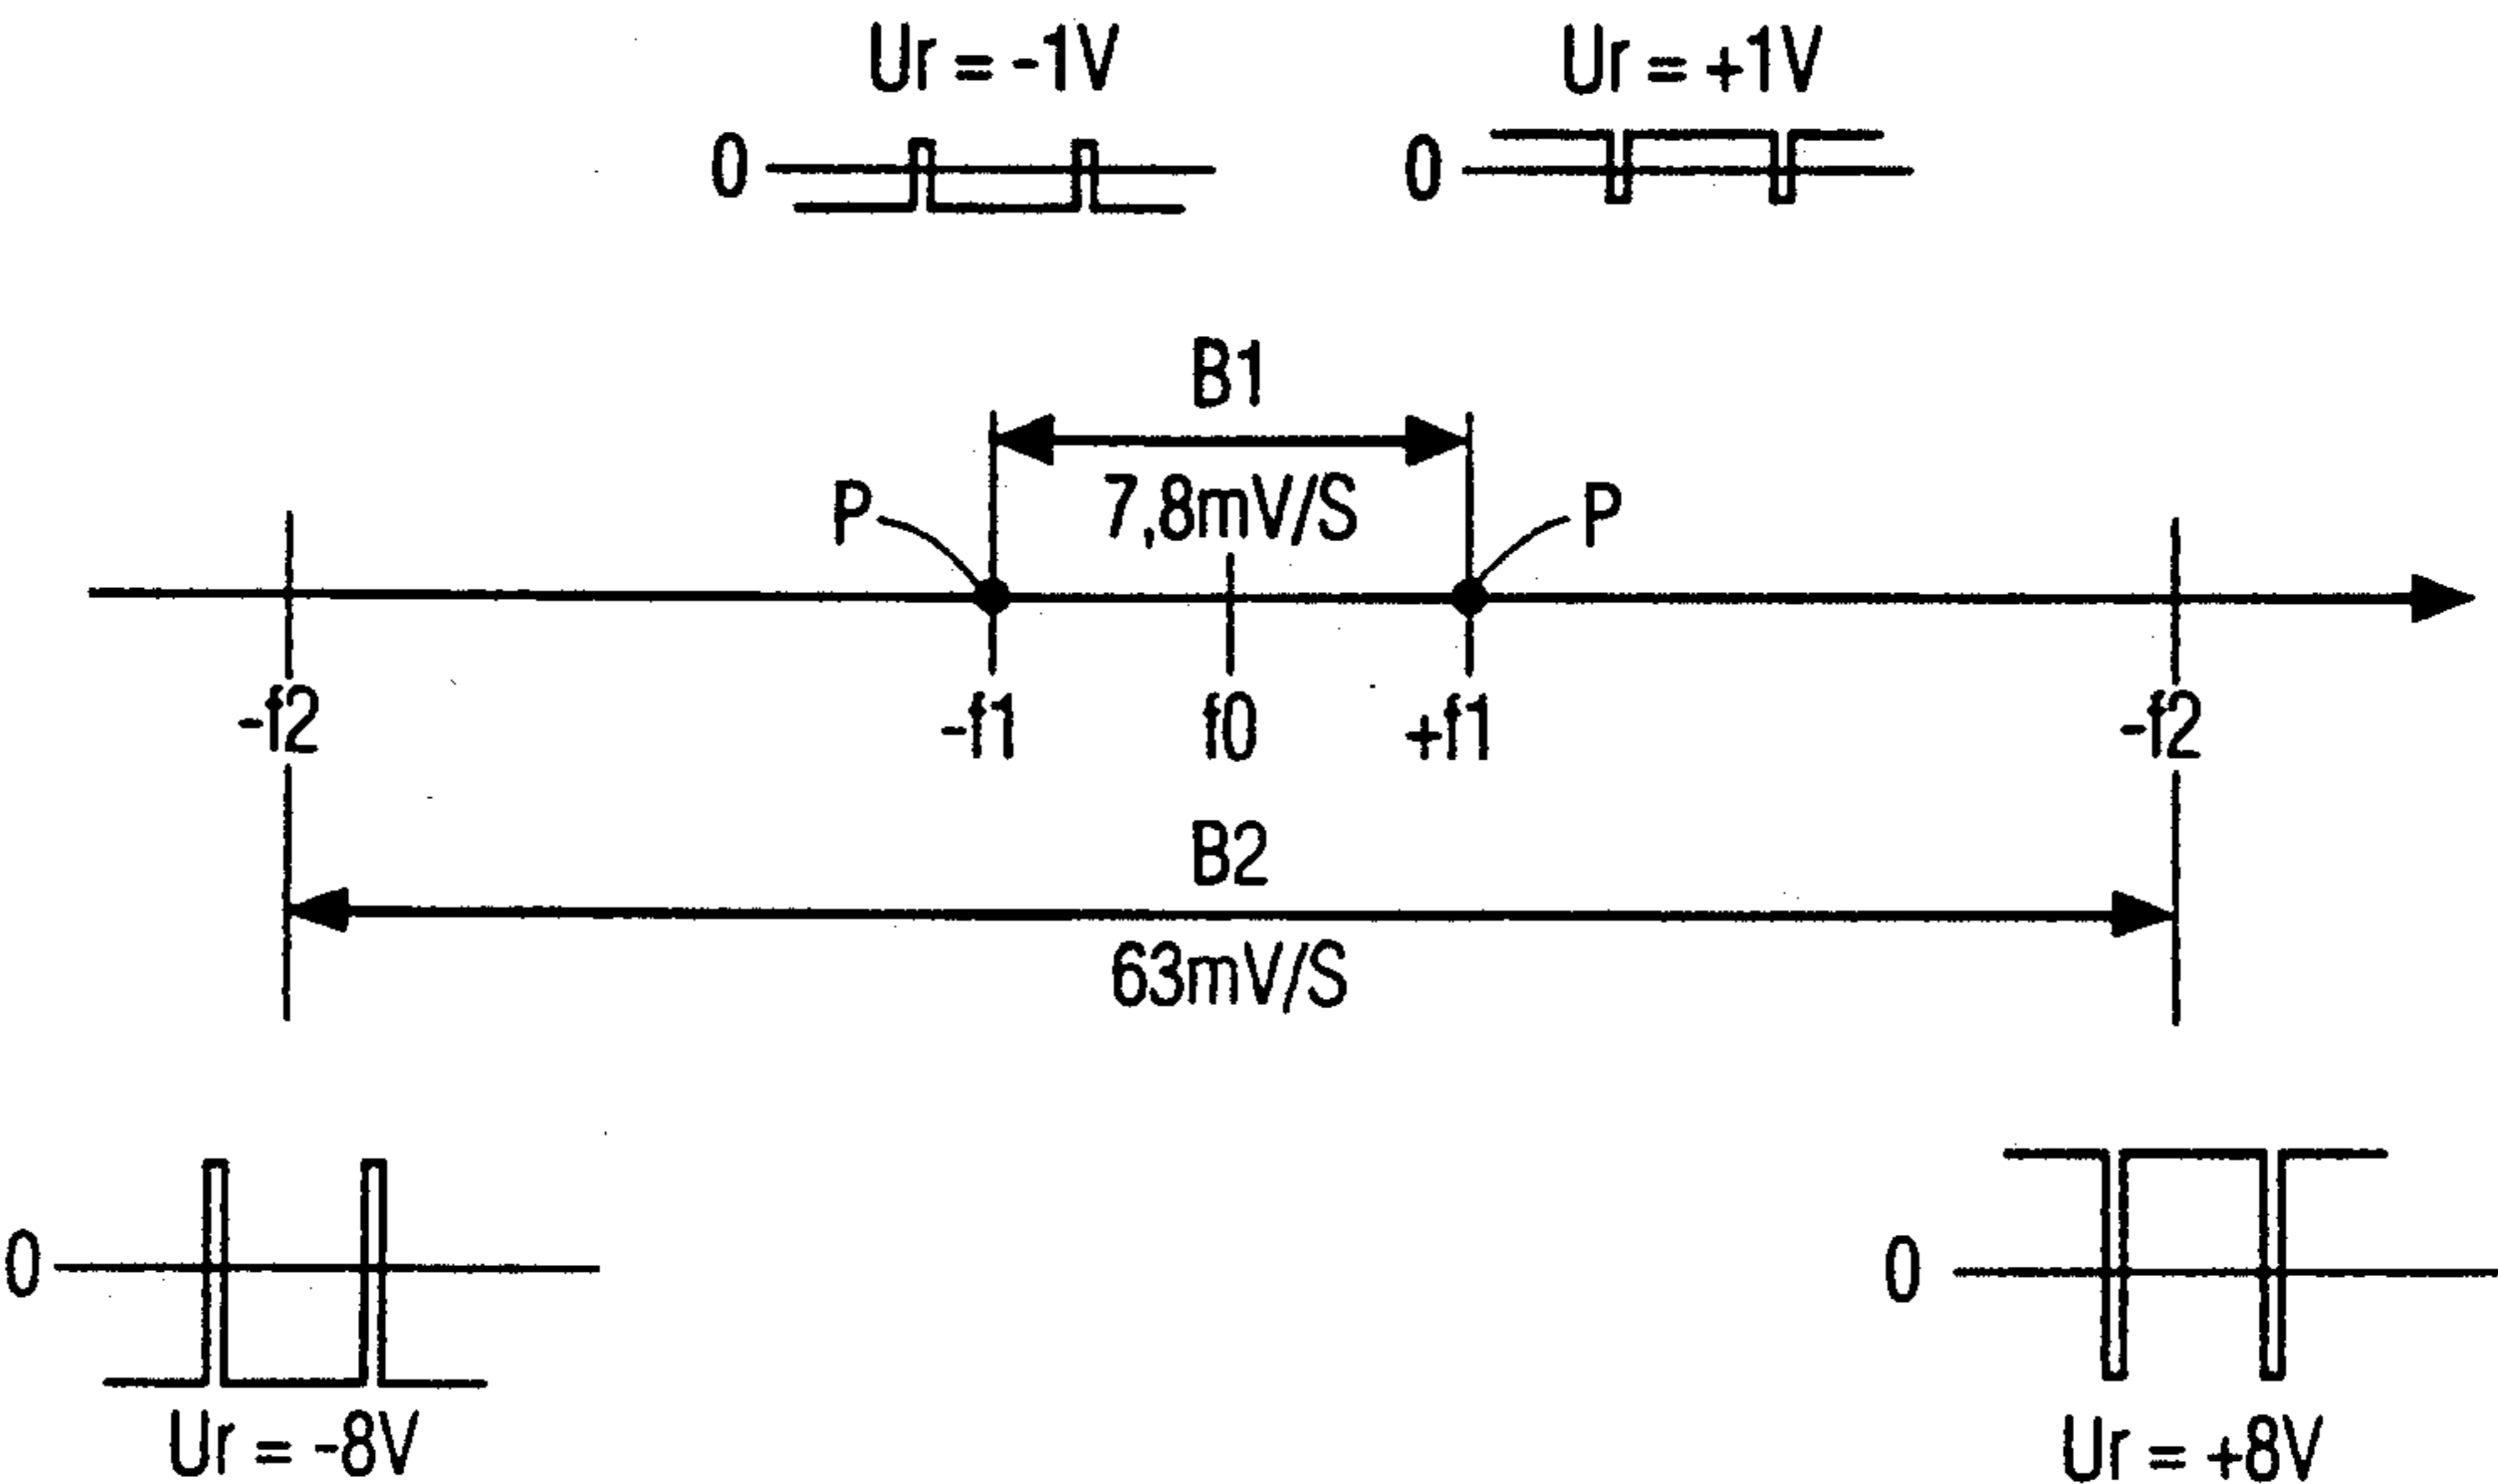 Ur = -1V
Ur = +1V
0
0
B1
7,8mV/S
P
P
-f2
-f1
f0
+f1
-f2
B2
63mV/S
0
0
Ur = -8V
Ur = +8V